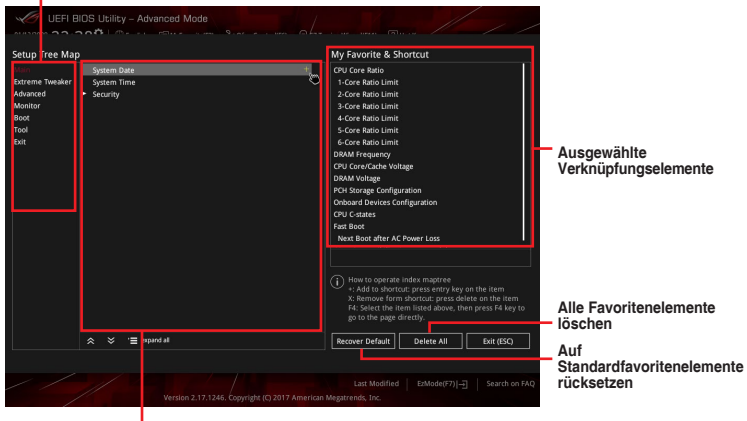 UEFI BIOS Utility – Advanced Mode
Setup Tree Map
My Favorite & Shortcut
Main
Extreme Tweaker
Advanced
Monitor
Boot
Tool
Exit
System Date +
System Time
Security
CPU Core Ratio
1-Core Ratio Limit
2-Core Ratio Limit
3-Core Ratio Limit
4-Core Ratio Limit
5-Core Ratio Limit
6-Core Ratio Limit
DRAM Frequency
CPU Core/Cache Voltage
DRAM Voltage
PCH Storage Configuration
Onboard Devices Configuration
CPU C-states
Fast Boot
Next Boot after AC Power Loss
Ausgewählte
Verknüpfungselemente
How to operate index maptree
+: Add to shortcut: press entry key on the item
X: Remove form shortcut: press delete on the item
F4: Select the item listed above, then press F4 key to
go to the page directly.
Alle Favoritenelemente
löschen
expand all
Recover Default
Delete All
Exit (ESC)
Auf
Standardfavoritenelemente
rücksetzen
Last Modified
EzMode(F7)
Search on FAQ
Version 2.17.1246. Copyright (C) 2017 American Megatrends, Inc.